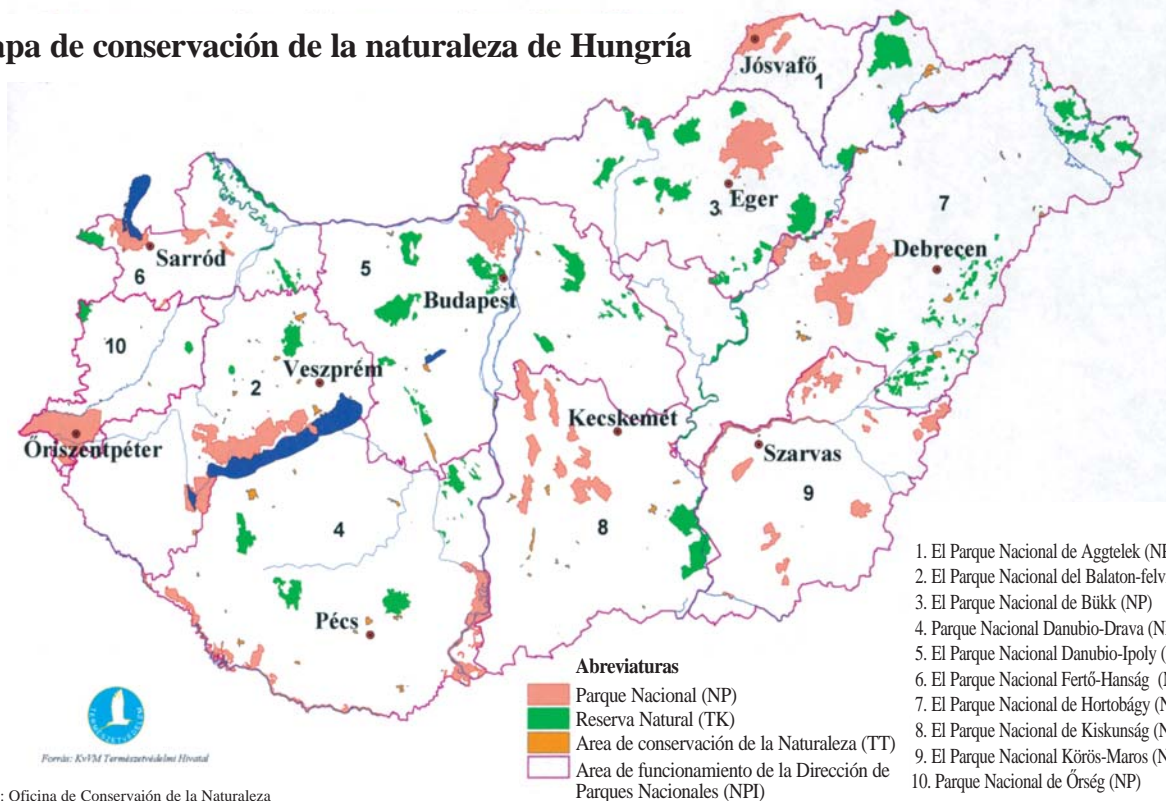 apa de conservación de la naturaleza de Hungría
Jósvafő
1
3
Eger
7
Debrecen
Sarród
6
5
Budapest
10
Veszprém
2
Kecskemét
Őriszentpéter
Szarvas
9
4
8
Pécs
1. El Parque Nacional de Aggtelek (NP
2. El Parque Nacional del Balaton-felv
3. El Parque Nacional de Bükk (NP)
4. Parque Nacional Danubio-Drava (N
5. El Parque Nacional Danubio-Ipoly (
6. El Parque Nacional Fertő-Hanság (N
7. El Parque Nacional de Hortobágy (N
8. El Parque Nacional de Kiskunság (N
9. El Parque Nacional Körös-Maros (N
10. Parque Nacional de Őrség (NP)
Abreviaturas
Parque Nacional (NP)
Reserva Natural (TK)
Area de conservación de la Naturaleza (TT)
Area de funcionamiento de la Dirección de
Parques Nacionales (NPI)
TERMÉSZETVÉDELEM
Forrás: KvVM Természetvédelmi Hivatal
: Oficina de Conservaión de la Naturaleza